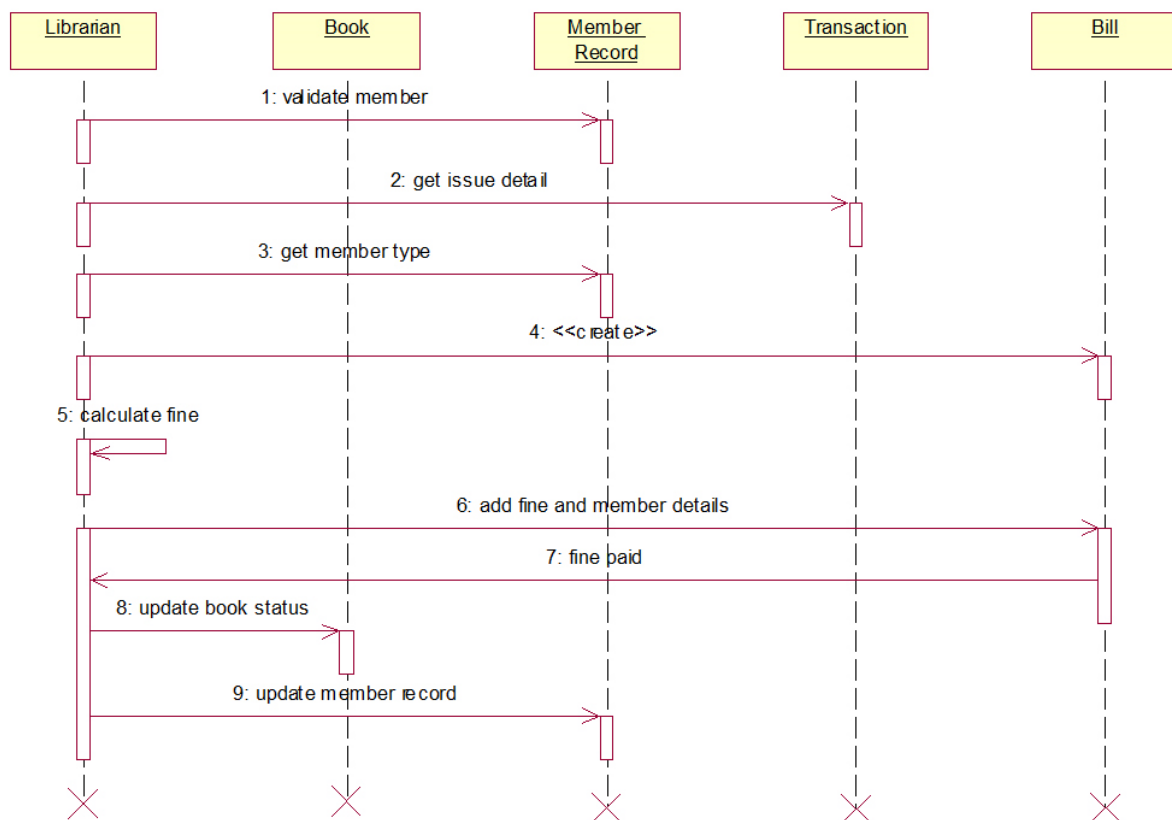 Librarian
Book
Member
Record
Transaction
Bill
1: validate member
2: get issue detail
3: get member type
4: <<create>>
5: calculate fine
6: add fine and member details
7: fine paid
8: update book status
9: update member record